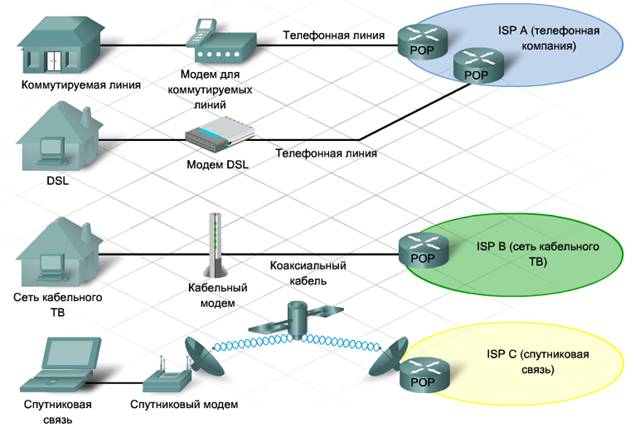 Телефонная линия
POP
ISP A (телефонная
компания)
Коммутируемая линия
Модем для
коммутируемых
линий
POP
DSL
Модем DSL
Телефонная линия
Сеть кабельного
ТВ
Кабельный
модем
Коаксиальный
кабель
POP
ISP B (сеть кабельного
ТВ)
Спутниковая
связь
Спутниковый модем
POP
ISP C (спутниковая
связь)